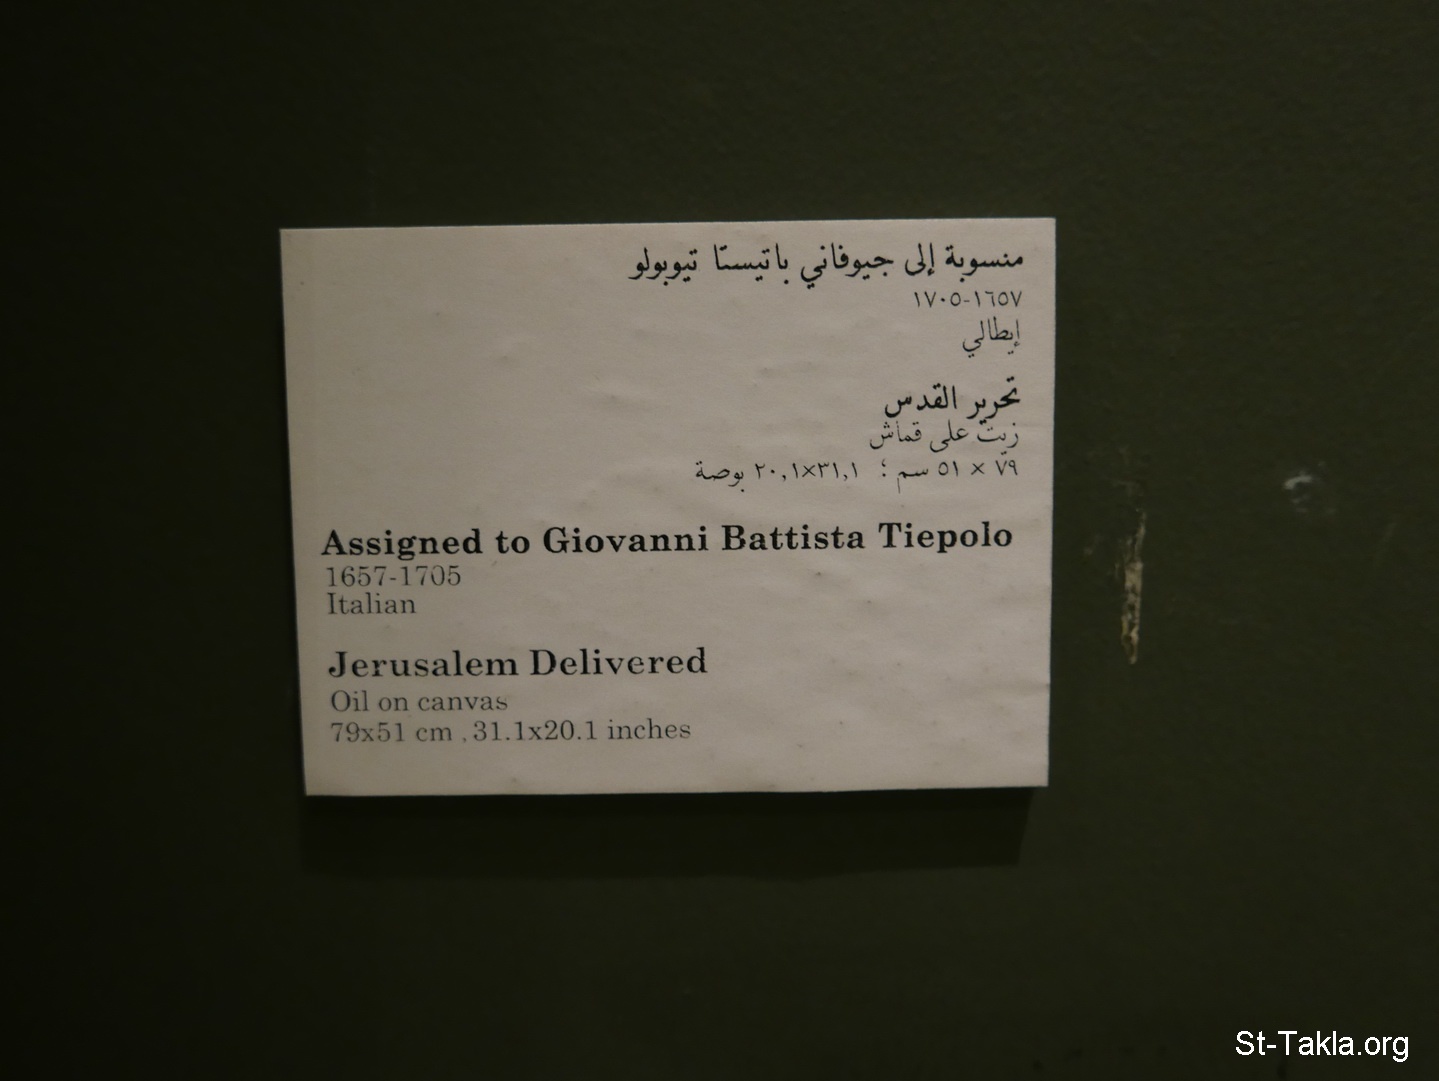 منسوبة إلى جيوفاني باتيستا تيوبولو
١٦٥٧-١٧٠٥
إيطالي
تحرير القدس
زيت على قماش
٧٩ × ٥١ سم ؛ ٣١,١×٢٠,١ بوصة
Assigned to Giovanni Battista Tiepolo
1657-1705
Italian
Jerusalem Delivered
Oil on canvas
79x51 cm , 31.1x20.1 inches
St-Takla.org